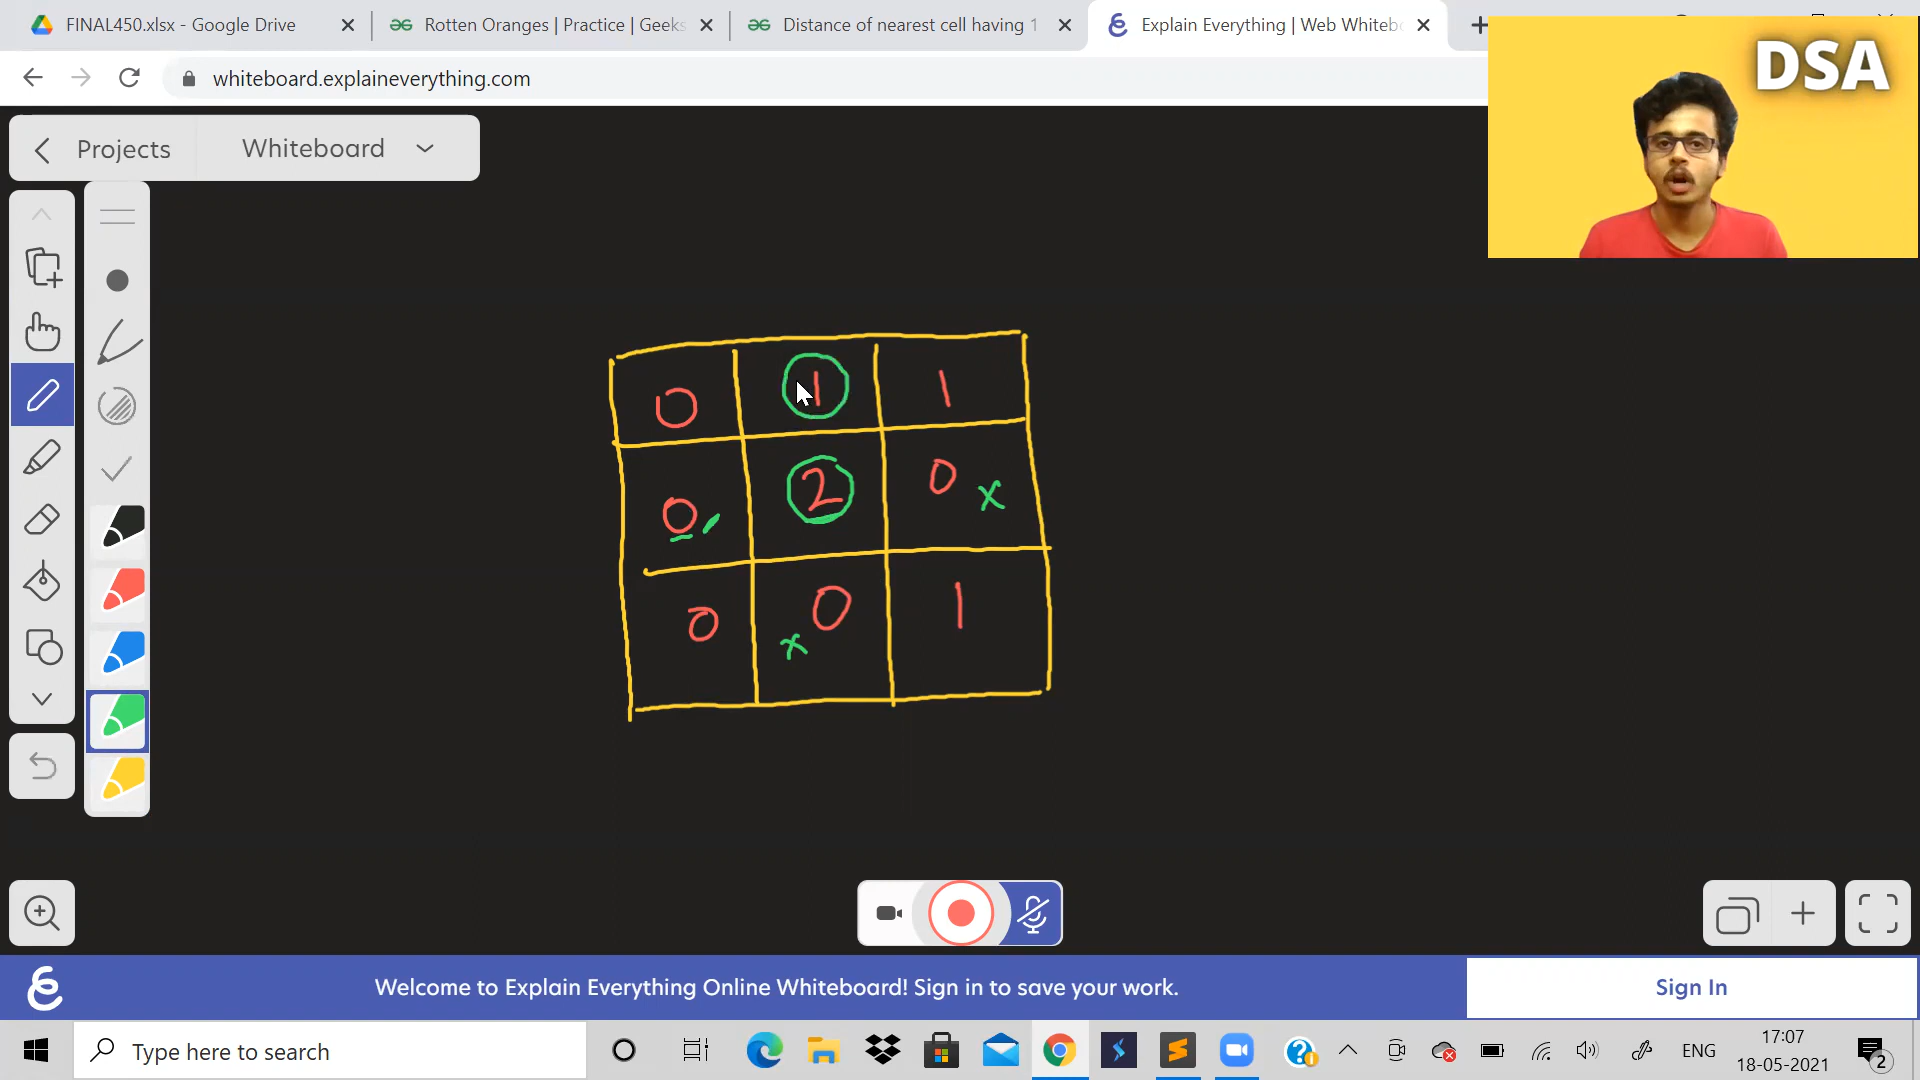 FINAL450.xlsx - Google Drive
Rotten Oranges | Practice | Geeks
Distance of nearest cell having 1
Explain Everything | Web Whitebo
whiteboard.explaineverything.com
DSA
Projects
Whiteboard
0 1 1
0 2 0 x
0 x 0 1
Welcome to Explain Everything Online Whiteboard! Sign in to save your work.
Sign In
Type here to search
ENG
17:07
18-05-2021
2